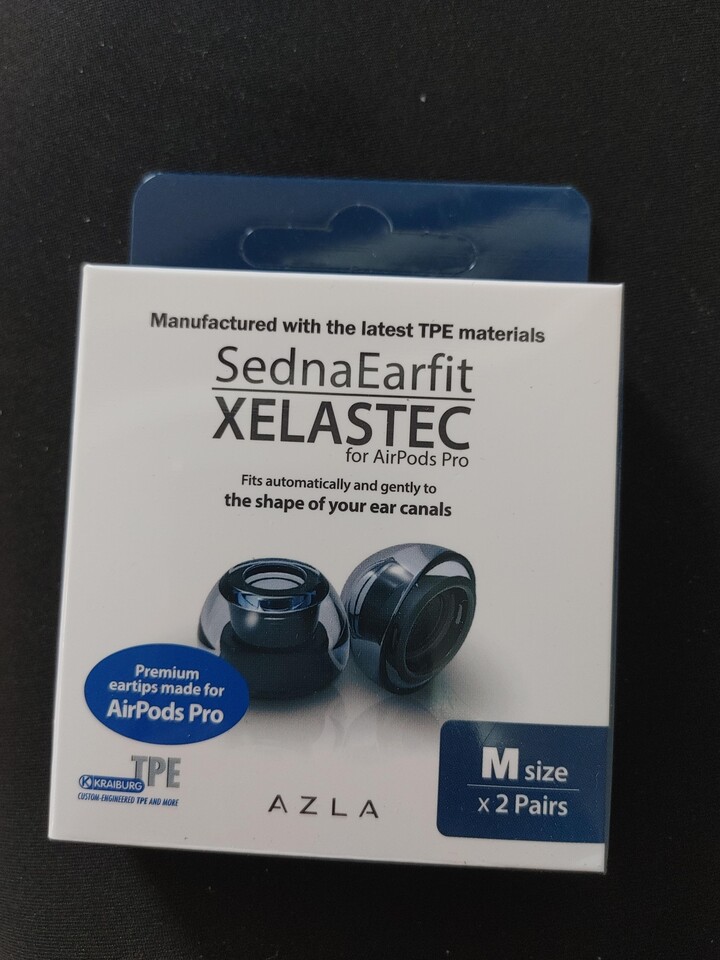 Manufactured with the latest TPE materials
SednaEarfit
XELASTEC
for AirPods Pro
Fits automatically and gently to
the shape of your ear canals
Premium
eartips made for
AirPods Pro
TPE
K KRAIBURG
CUSTOM-ENGINEERED TPE AND MORE
AZLA
M size
x 2 Pairs